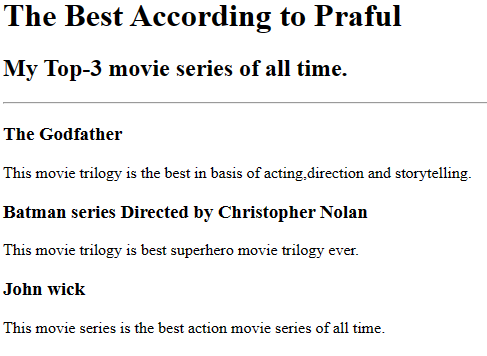 The Best According to Praful
My Top-3 movie series of all time.
The Godfather
This movie trilogy is the best in basis of acting,direction and storytelling.
Batman series Directed by Christopher Nolan
This movie trilogy is best superhero movie trilogy ever.
John wick
This movie series is the best action movie series of all time.